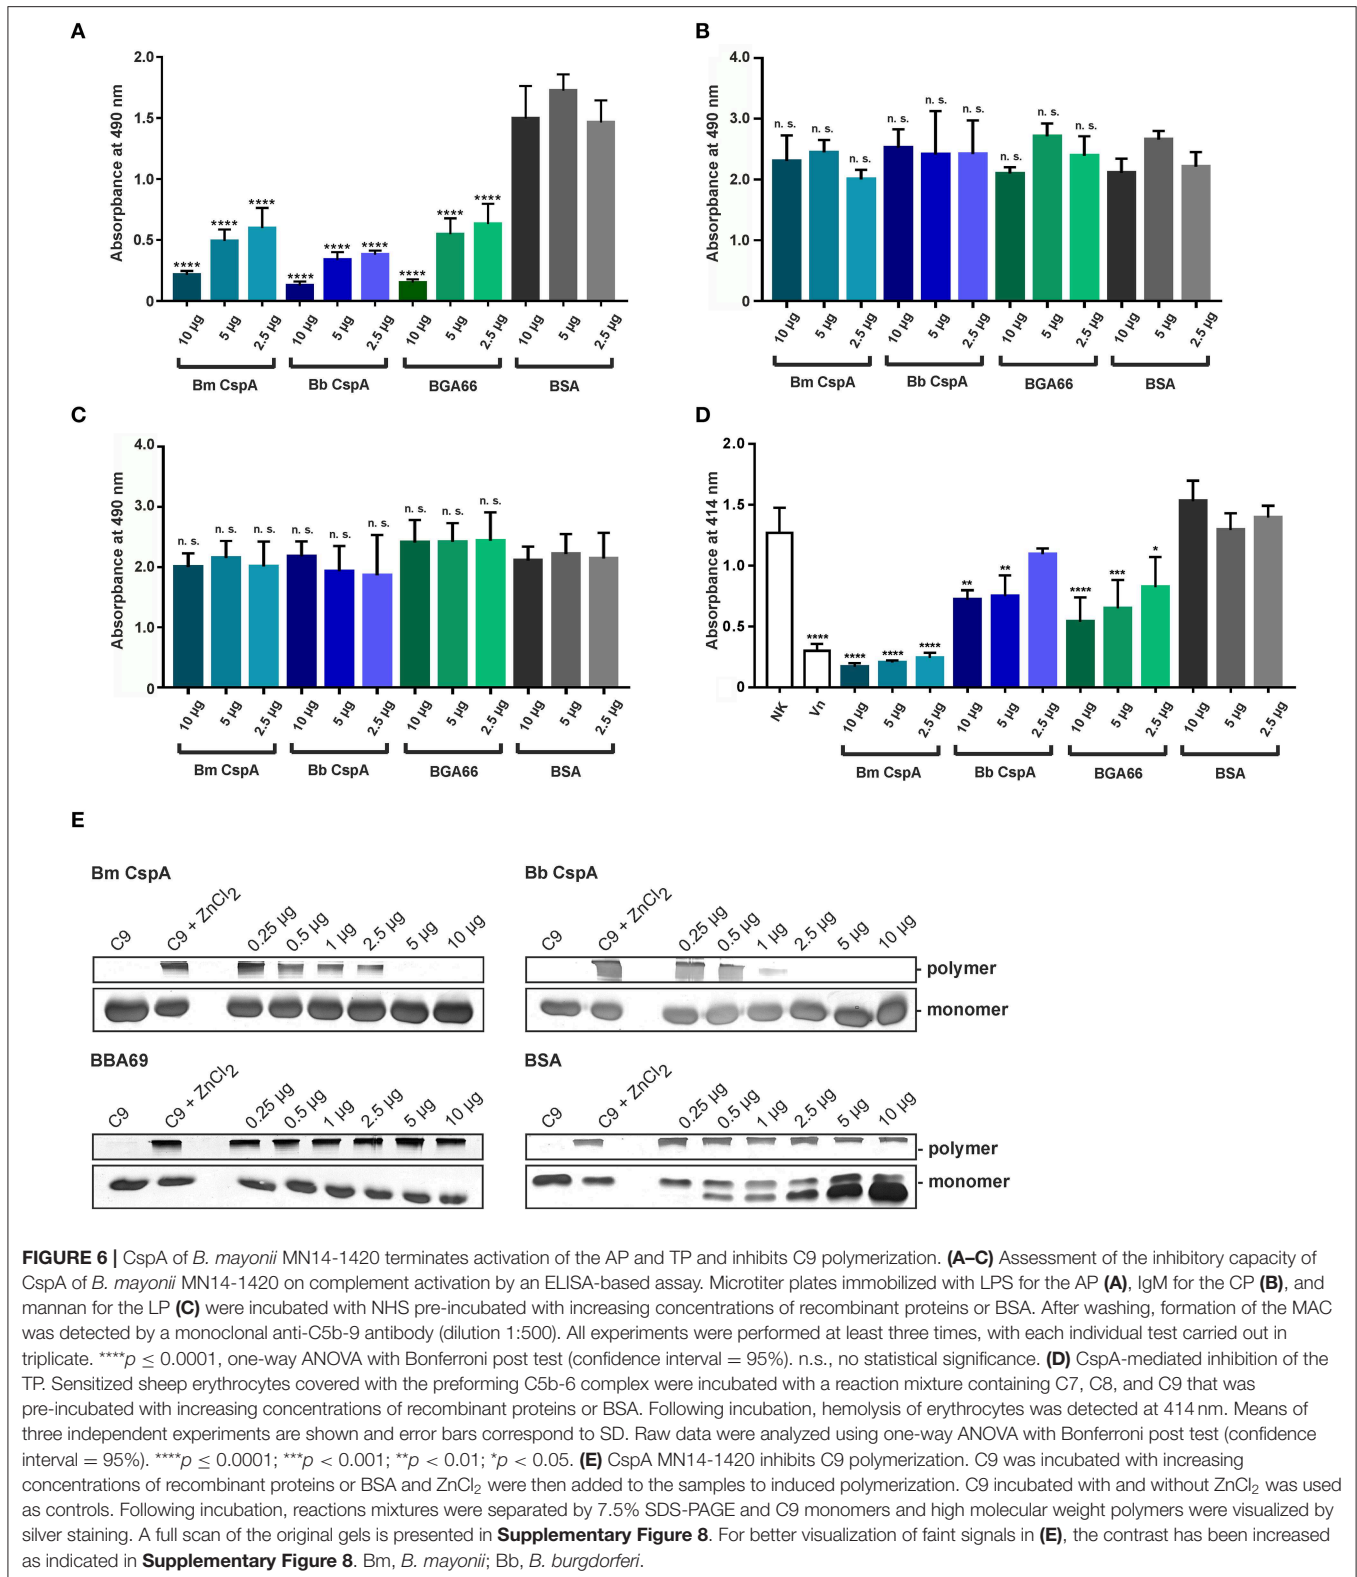 A
Absorpbance at 490 nm
2.0
1.5
1.0
0.5
0
****
****
****
****
****
****
****
****
****
10 µg
5 µg
2.5 µg
10 µg
5 µg
2.5 µg
10 µg
5 µg
2.5 µg
10 µg
5 µg
2.5 µg
Bm CspA
Bb CspA
BGA66
BSA
B
Absorpbance at 490 nm
4.0
3.0
2.0
1.0
0
n. s.
n. s.
n. s.
n. s.
n. s.
n. s.
n. s.
n. s.
n. s.
10 µg
5 µg
2.5 µg
10 µg
5 µg
2.5 µg
10 µg
5 µg
2.5 µg
10 µg
5 µg
2.5 µg
Bm CspA
Bb CspA
BGA66
BSA
C
Absorpbance at 490 nm
4.0
3.0
2.0
1.0
0
n. s.
n. s.
n. s.
n. s.
n. s.
n. s.
n. s.
n. s.
n. s.
10 µg
5 µg
2.5 µg
10 µg
5 µg
2.5 µg
10 µg
5 µg
2.5 µg
10 µg
5 µg
2.5 µg
Bm CspA
Bb CspA
BGA66
BSA
D
Absorpbance at 414 nm
2.0
1.5
1.0
0.5
0
****
****
****
****
**
**
****
***
*
NK
Vn
10 µg
5 µg
2.5 µg
10 µg
5 µg
2.5 µg
10 µg
5 µg
2.5 µg
10 µg
5 µg
2.5 µg
Bm CspA
Bb CspA
BGA66
BSA
E
Bm CspA
C9
C9 + ZnCl2
0.25 µg
0.5 µg
1 µg
2.5 µg
5 µg
10 µg
Bb CspA
C9
C9 + ZnCl2
0.25 µg
0.5 µg
1 µg
2.5 µg
5 µg
10 µg
- polymer
- monomer
BBA69
C9
C9 + ZnCl2
0.25 µg
0.5 µg
1 µg
2.5 µg
5 µg
10 µg
BSA
C9
C9 + ZnCl2
0.25 µg
0.5 µg
1 µg
2.5 µg
5 µg
10 µg
- polymer
- monomer
FIGURE 6 | CspA of B. mayonii MN14-1420 terminates activation of the AP and TP and inhibits C9 polymerization. (A–C) Assessment of the inhibitory capacity of
CspA of B. mayonii MN14-1420 on complement activation by an ELISA-based assay. Microtiter plates immobilized with LPS for the AP (A), IgM for the CP (B), and
mannan for the LP (C) were incubated with NHS pre-incubated with increasing concentrations of recombinant proteins or BSA. After washing, formation of the MAC
was detected by a monoclonal anti-C5b-9 antibody (dilution 1:500). All experiments were performed at least three times, with each individual test carried out in
triplicate. ****p ≤ 0.0001, one-way ANOVA with Bonferroni post test (confidence interval = 95%). n.s., no statistical significance. (D) CspA-mediated inhibition of the
TP. Sensitized sheep erythrocytes covered with the preforming C5b-6 complex were incubated with a reaction mixture containing C7, C8, and C9 that was
pre-incubated with increasing concentrations of recombinant proteins or BSA. Following incubation, hemolysis of erythrocytes was detected at 414 nm. Means of
three independent experiments are shown and error bars correspond to SD. Raw data were analyzed using one-way ANOVA with Bonferroni post test (confidence
interval = 95%). ****p ≤ 0.0001; ***p < 0.001; **p < 0.01; *p < 0.05. (E) CspA MN14-1420 inhibits C9 polymerization. C9 was incubated with increasing
concentrations of recombinant proteins or BSA and ZnCl2 were then added to the samples to induced polymerization. C9 incubated with and without ZnCl2 was used
as controls. Following incubation, reactions mixtures were separated by 7.5% SDS-PAGE and C9 monomers and high molecular weight polymers were visualized by
silver staining. A full scan of the original gels is presented in Supplementary Figure 8. For better visualization of faint signals in (E), the contrast has been increased
as indicated in Supplementary Figure 8. Bm, B. mayonii; Bb, B. burgdorferi.